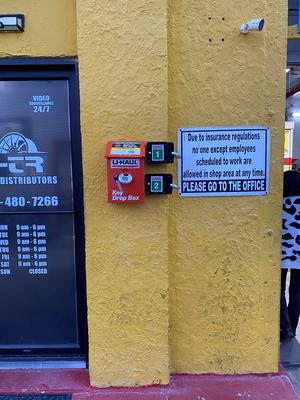 VIDEO
SURVEILLANCE
24/7
DISTRIBUTORS
-480-7266
9 am - 6 pm
TUE 9 am - 6 pm
WED 9 am - 6 pm
9 am - 6 pm
FRI 9 am - 6 pm
SAT 9 am - 6 pm
CLOSED
U-HAUL
Key
Drop Box
1
2
Due to insurance regulations
no one except employees
scheduled to work are
allowed in shop area at any time.
PLEASE GO TO THE OFFICE